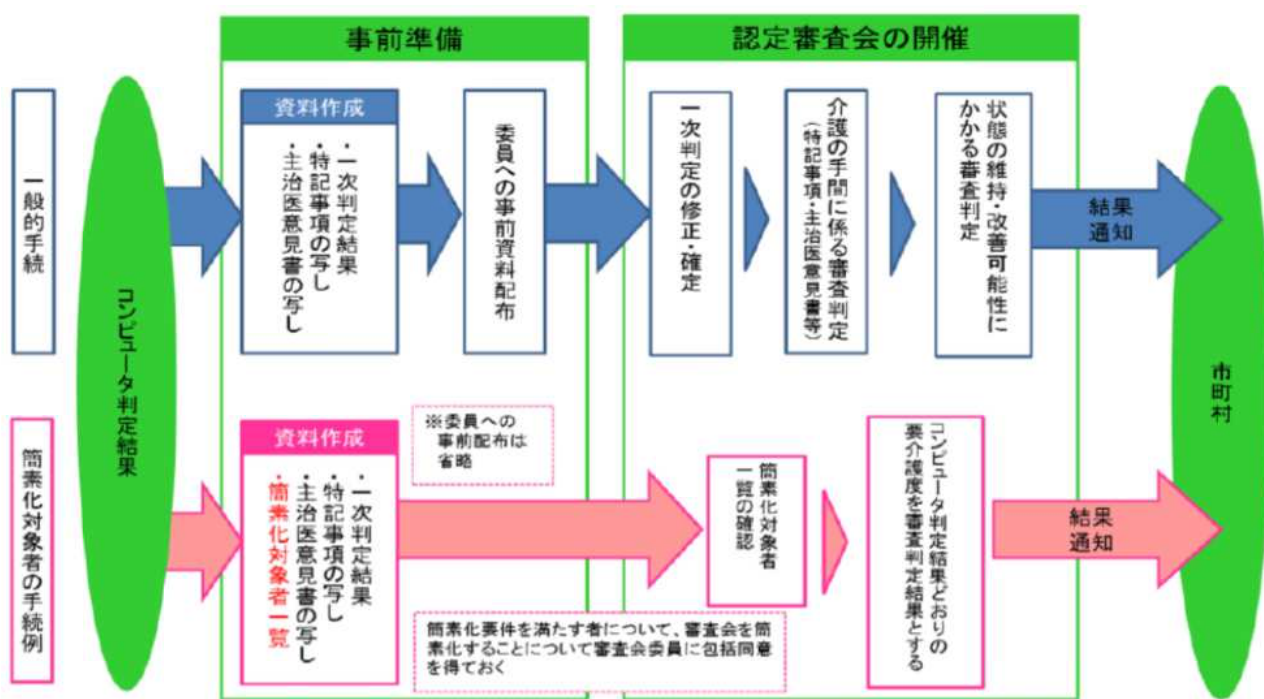 事前準備
認定審査会の開催
一般的手続
コンピュータ判定結果
資料作成
・一次判定結果
・特記事項の写し
・主治医意見書の写し
委員への事前資料配布
一次判定の修正・確定
介護の手間に係る審査判定
(特記事項・主治医意見書等)
状態の維持・改善可能性に
かかる審査判定
結果
通知
市町村
簡素化対象者の手続例
資料作成
・一次判定結果
・特記事項の写し
・主治医意見書の写し
・簡素化対象者一覧
※委員への
事前配布は
省略
簡素化対象者
一覧の確認
コンピュータ判定結果どおりの
要介護度を審査判定結果とする
結果
通知
簡素化要件を満たす者について、審査会を簡
素化することについて審査会委員に包括同意
を得ておく